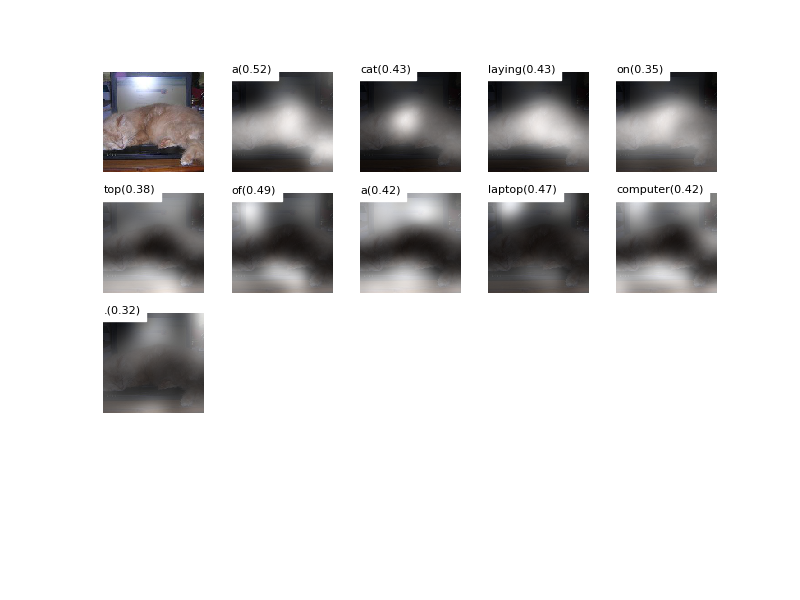 a(0.52) cat(0.43) laying(0.43) on(0.35)
top(0.38) of(0.49) a(0.42) laptop(0.47) computer(0.42)
.(0.32)